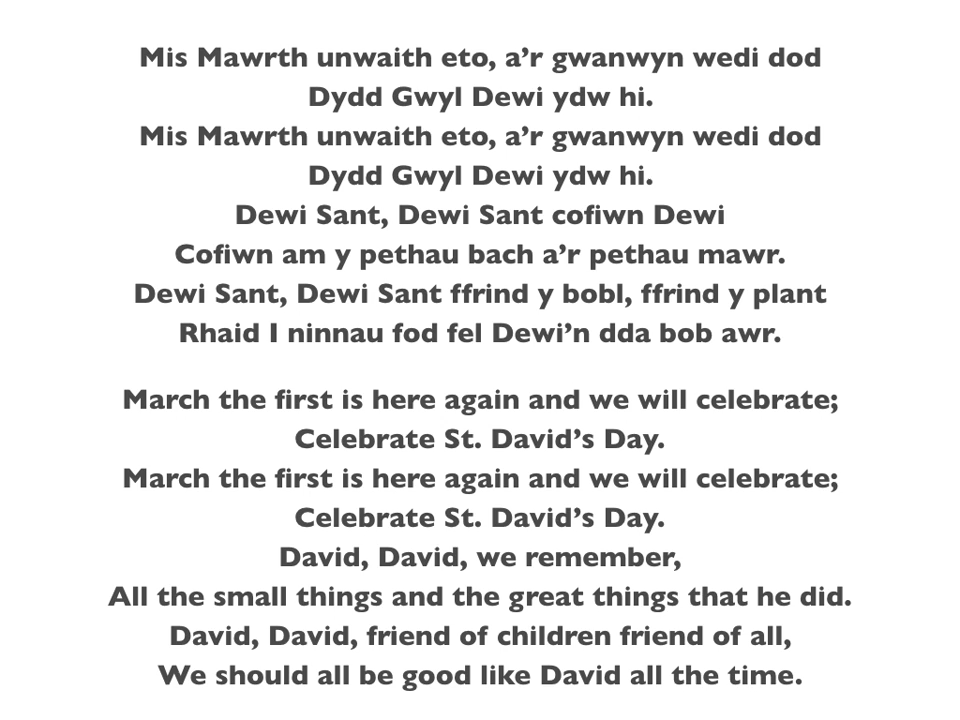 Mis Mawrth unwaith eto, a’r gwanwyn wedi dod
Dydd Gwyl Dewi ydw hi.
Mis Mawrth unwaith eto, a’r gwanwyn wedi dod
Dydd Gwyl Dewi ydw hi.
Dewi Sant, Dewi Sant cofiwn Dewi
Cofiwn am y pethau bach a’r pethau mawr.
Dewi Sant, Dewi Sant ffrind y bobl, ffrind y plant
Rhaid I ninnau fod fel Dewi’n dda bob awr.
March the first is here again and we will celebrate;
Celebrate St. David’s Day.
March the first is here again and we will celebrate;
Celebrate St. David’s Day.
David, David, we remember,
All the small things and the great things that he did.
David, David, friend of children friend of all,
We should all be good like David all the time.